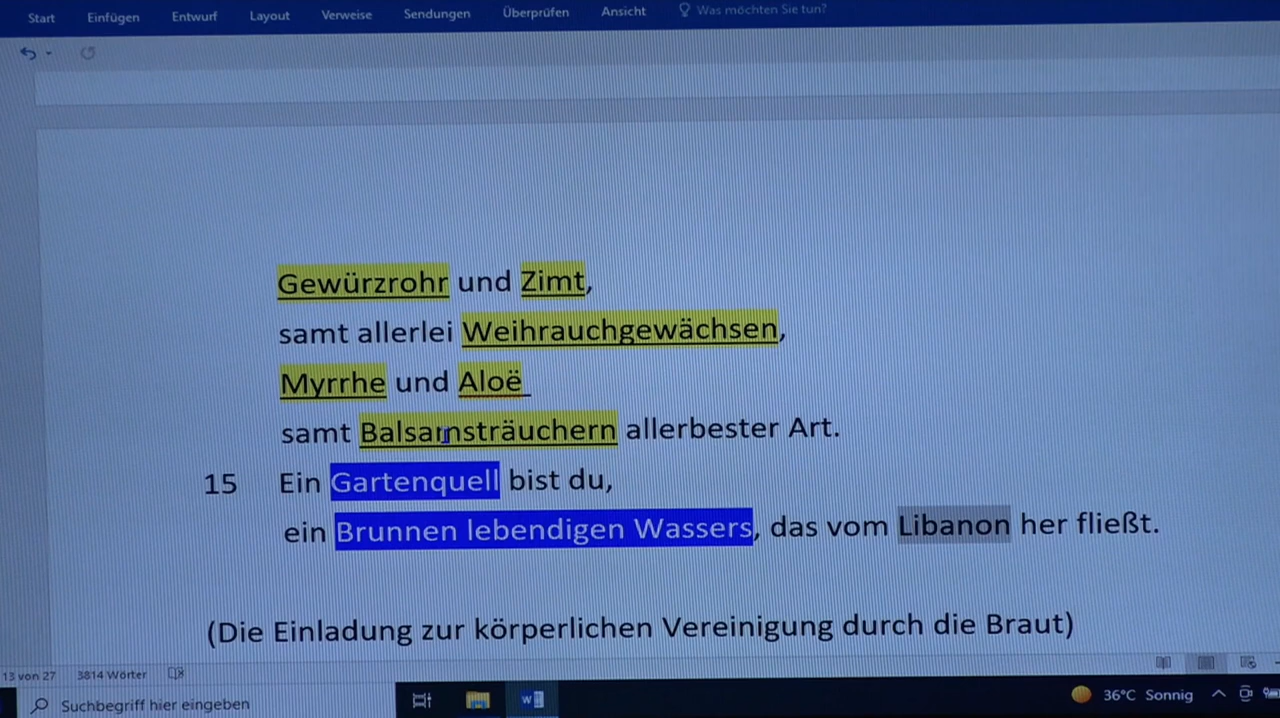 Start Einfügen Entwurf Layout Verweise Sendungen Überprüfen Ansicht Was möchten Sie tun?
Gewürzrohr und Zimt,
samt allerlei Weihrauchgewächsen,
Myrrhe und Aloë
samt Balsamsträuchern allerbester Art.
15 Ein Gartenquell bist du,
ein Brunnen lebendigen Wassers, das vom Libanon her fließt.
(Die Einladung zur körperlichen Vereinigung durch die Braut)
13 von 27 3814 Wörter
Suchbegriff hier eingeben 36°C Sonnig